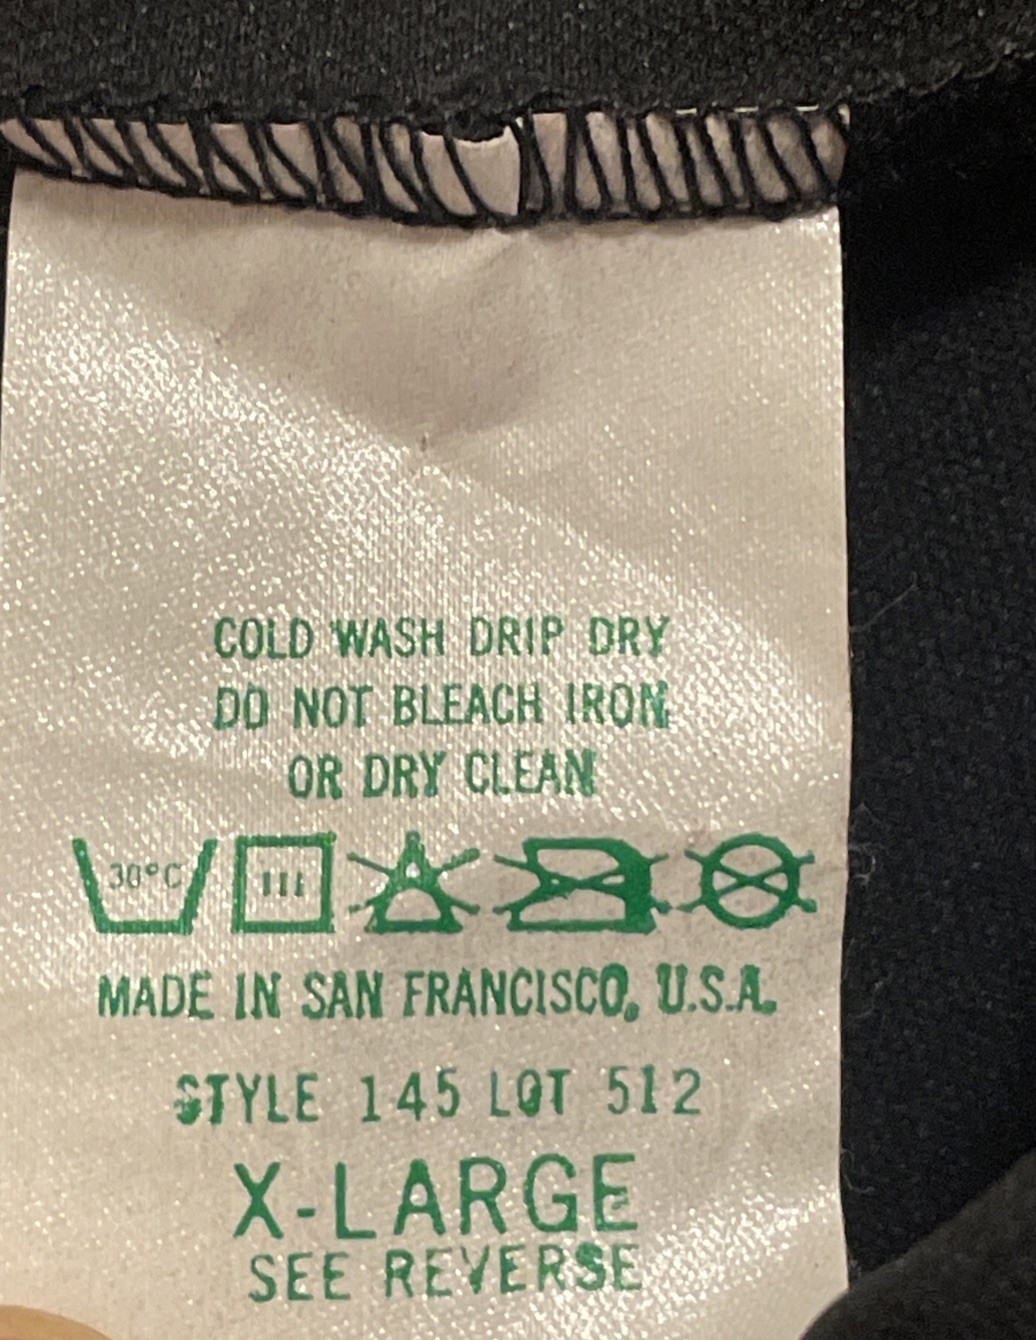 COLD WASH DRIP DRY
DO NOT BLEACH IRON
OR DRY CLEAN
30°C
MADE IN SAN FRANCISCO, U.S.A.
STYLE 145 LOT 512
X-LARGE
SEE REVERSE